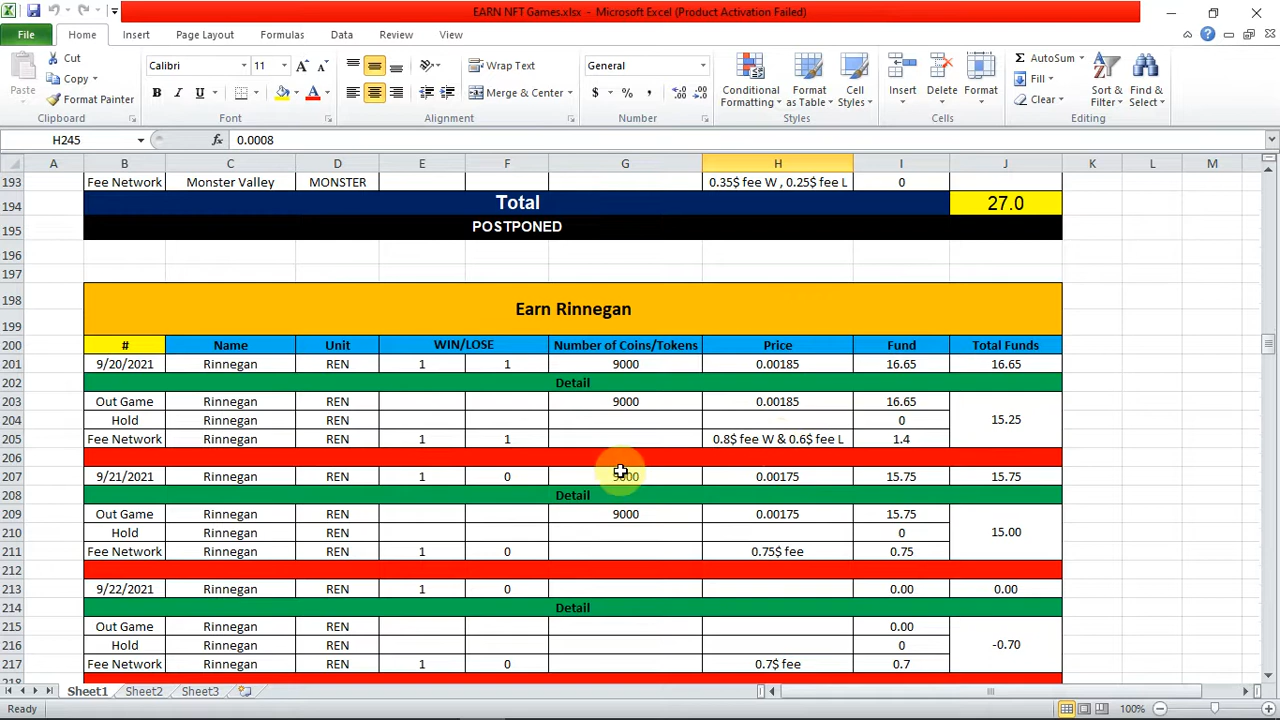 EARN NFT Games.xlsx - Microsoft Excel (Product Activation Failed)
File Home Insert Page Layout Formulas Data Review View
Paste Cut Copy Format Painter Clipboard
Calibri 11 A A B I U A Font
Wrap Text Merge & Center Alignment
General $ % , Number
Conditional Formatting Format as Table Cell Styles Styles
Insert Delete Format Cells
Σ AutoSum Fill Clear Sort & Filter Find & Select Editing
H245 fx 0.0008
A B C D E F G H I J K L M
193 Fee Network Monster Valley MONSTER 0.35$ fee W , 0.25$ fee L 0
194 Total 27.0
195 POSTPONED
196
197
198 Earn Rinnegan
199
200 # Name Unit WIN/LOSE Number of Coins/Tokens Price Fund Total Funds
201 9/20/2021 Rinnegan REN 1 1 9000 0.00185 16.65 16.65
202 Detail
203 Out Game Rinnegan REN 9000 0.00185 16.65
204 Hold Rinnegan REN 0 15.25
205 Fee Network Rinnegan REN 1 1 0.8$ fee W & 0.6$ fee L 1.4
206
207 9/21/2021 Rinnegan REN 1 0 9000 0.00175 15.75 15.75
208 Detail
209 Out Game Rinnegan REN 9000 0.00175 15.75
210 Hold Rinnegan REN 0 15.00
211 Fee Network Rinnegan REN 1 0 0.75$ fee 0.75
212
213 9/22/2021 Rinnegan REN 1 0 0.00 0.00
214 Detail
215 Out Game Rinnegan REN 0.00
216 Hold Rinnegan REN 0 -0.70
217 Fee Network Rinnegan REN 1 0 0.7$ fee 0.7
218
Sheet1 Sheet2 Sheet3
Ready 100%